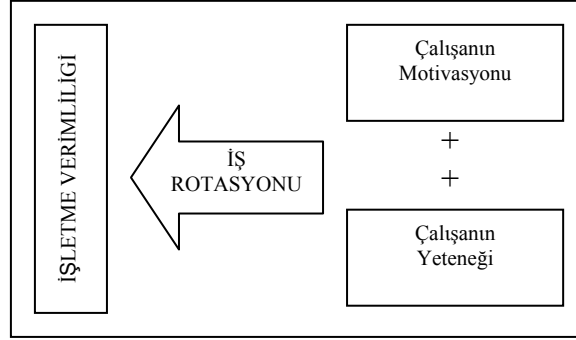 İŞLETME VERİMLİLİĞİ
İŞ
ROTASYONU
Çalışanın
Motivasyonu
+
+
Çalışanın
Yeteneği